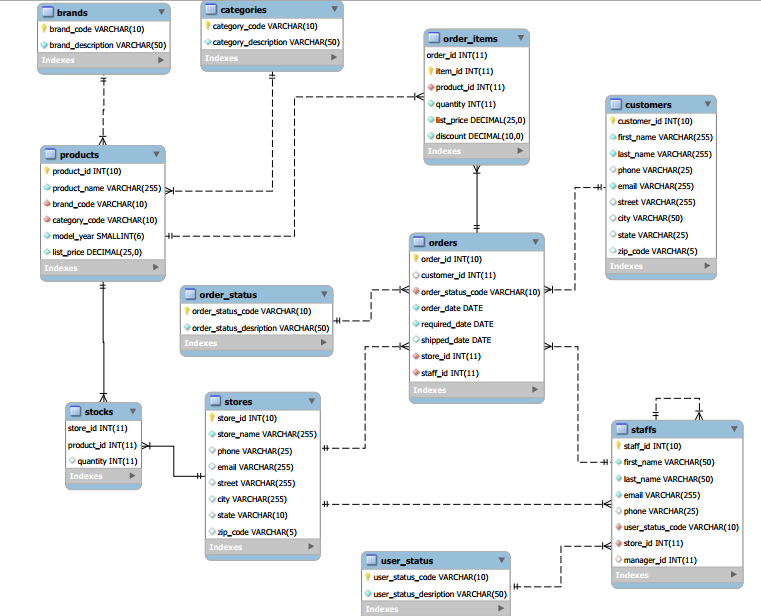 brands
brand_code VARCHAR(10)
brand_description VARCHAR(50)
Indexes
categories
category_code VARCHAR(10)
category_description VARCHAR(50)
Indexes
order_items
order_id INT(11)
item_id INT(11)
product_id INT(11)
quantity INT(11)
list_price DECIMAL(25,0)
discount DECIMAL(10,0)
Indexes
customers
customer_id INT(10)
first_name VARCHAR(255)
last_name VARCHAR(255)
phone VARCHAR(25)
email VARCHAR(255)
street VARCHAR(255)
city VARCHAR(50)
state VARCHAR(25)
zip_code VARCHAR(5)
Indexes
products
product_id INT(10)
product_name VARCHAR(255)
brand_code VARCHAR(10)
category_code VARCHAR(10)
model_year SMALLINT(6)
list_price DECIMAL(25,0)
Indexes
orders
order_id INT(10)
customer_id INT(11)
order_status_code VARCHAR(10)
order_date DATE
required_date DATE
shipped_date DATE
store_id INT(11)
staff_id INT(11)
Indexes
order_status
order_status_code VARCHAR(10)
order_status_desription VARCHAR(50)
Indexes
stocks
store_id INT(11)
product_id INT(11)
quantity INT(11)
Indexes
stores
store_id INT(10)
store_name VARCHAR(255)
phone VARCHAR(25)
email VARCHAR(255)
street VARCHAR(255)
city VARCHAR(255)
state VARCHAR(10)
zip_code VARCHAR(5)
Indexes
staffs
staff_id INT(10)
first_name VARCHAR(50)
last_name VARCHAR(50)
email VARCHAR(255)
phone VARCHAR(25)
user_status_code VARCHAR(10)
store_id INT(11)
manager_id INT(11)
Indexes
user_status
user_status_code VARCHAR(10)
user_status_desription VARCHAR(50)
Indexes